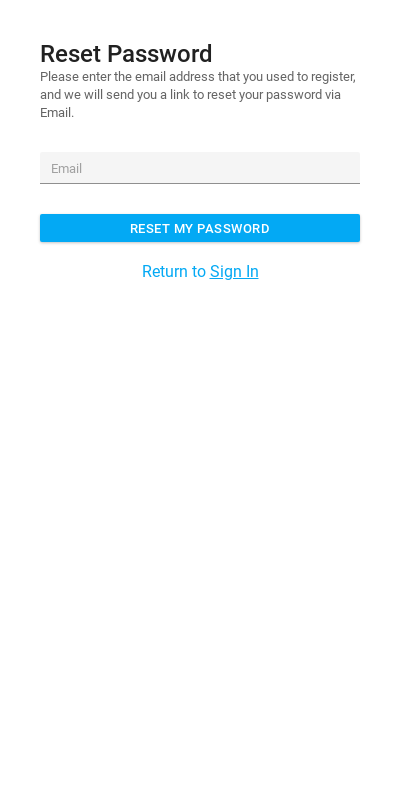 Reset Password
Please enter the email address that you used to register,
and we will send you a link to reset your password via
Email.
Email
RESET MY PASSWORD
Return to Sign In